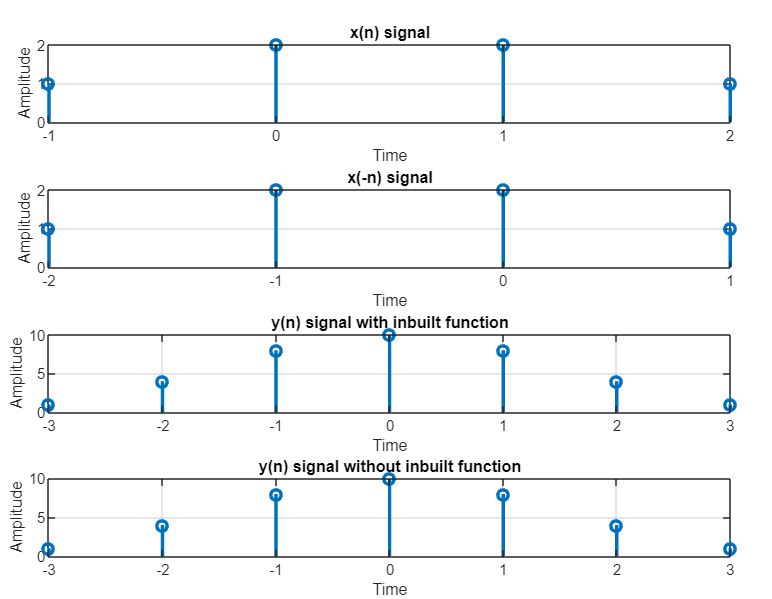 x(n) signal
Amplitude
2
1
0
-1 0 1 2
Time
x(-n) signal
Amplitude
2
1
0
-2 -1 0 1
Time
y(n) signal with inbuilt function
Amplitude
10
5
0
-3 -2 -1 0 1 2 3
Time
y(n) signal without inbuilt function
Amplitude
10
5
0
-3 -2 -1 0 1 2 3
Time